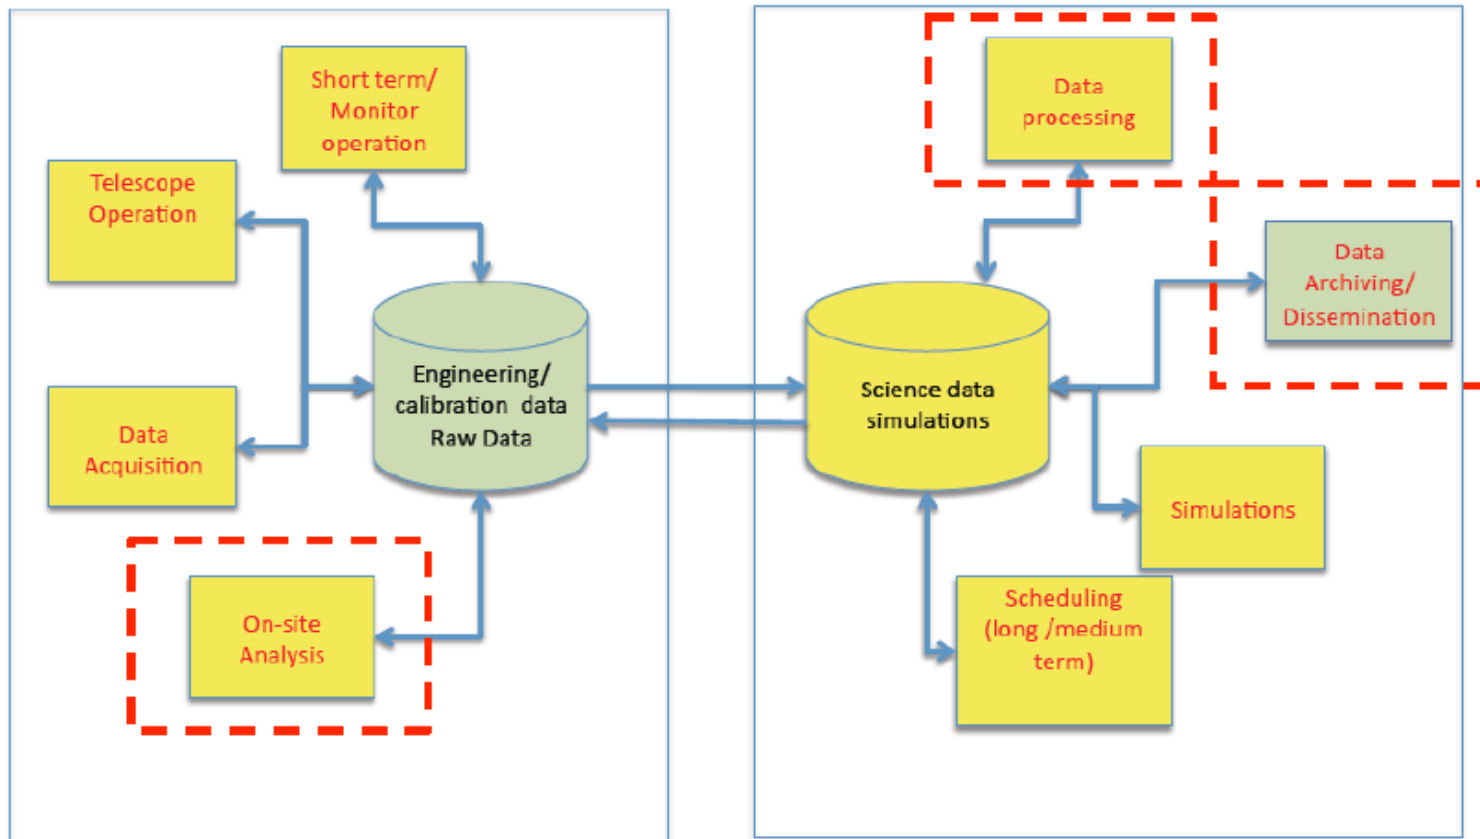 Short term/
Monitor
operation
Telescope
Operation
Engineering/
calibration data
Raw Data
Data
Acquisition
On-site
Analysis
Data
processing
Data
Archiving/
Dissemination
Science data
simulations
Simulations
Scheduling
(long /medium
term)